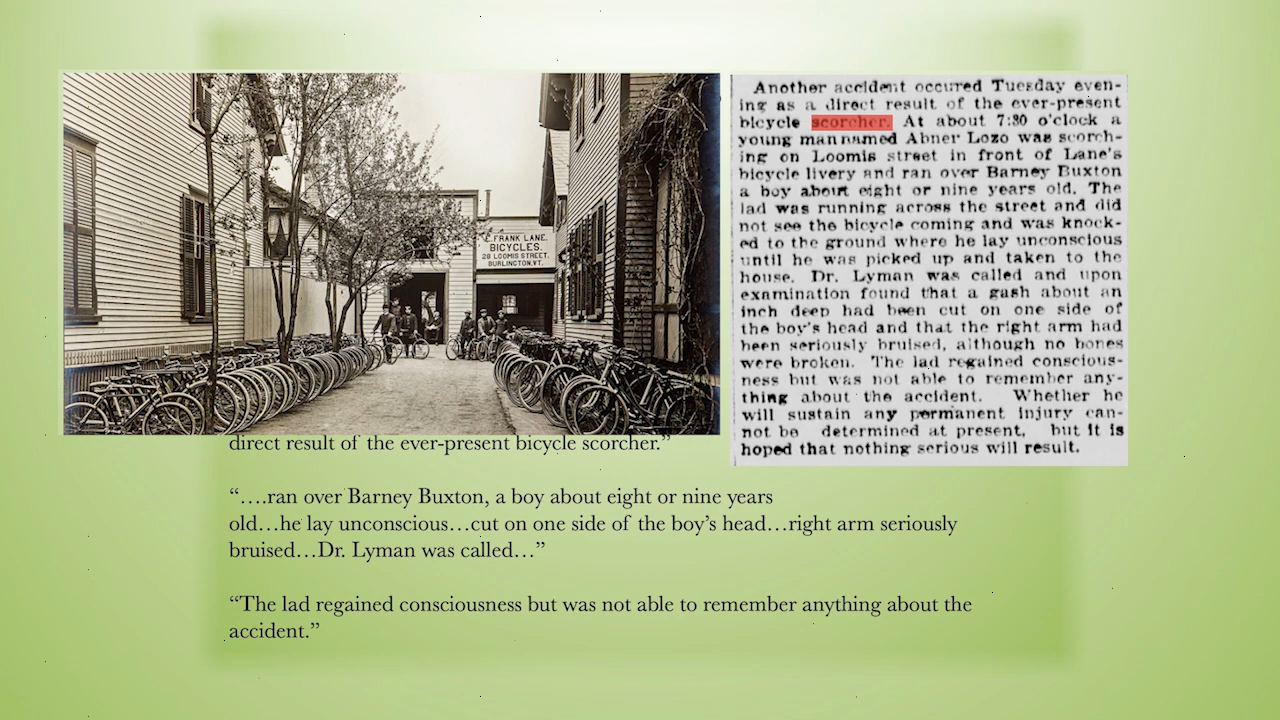 E. FRANK LANE.
BICYCLES.
28 LOOMIS STREET.
BURLINGTON, VT.
Another accident occured Tuesday even-
ing as a direct result of the ever-present
bicycle scorcher. At about 7:30 o'clock a
young man named Abner Lozo was scorch-
ing on Loomis street in front of Lane's
bicycle livery and ran over Barney Buxton
a boy about eight or nine years old. The
lad was running across the street and did
not see the bicycle coming and was knock-
ed to the ground where he lay unconscious
until he was picked up and taken to the
house. Dr. Lyman was called and upon
examination found that a gash about an
inch deep had been cut on one side of
the boy's head and that the right arm had
been seriously bruised, although no bones
were broken. The lad regained conscious-
ness but was not able to remember any-
thing about the accident. Whether he
will sustain any permanent injury can-
not be determined at present, but it is
hoped that nothing serious will result.
direct result of the ever-present bicycle scorcher.”
“….ran over Barney Buxton, a boy about eight or nine years
old…he lay unconscious…cut on one side of the boy’s head…right arm seriously
bruised…Dr. Lyman was called…”
“The lad regained consciousness but was not able to remember anything about the
accident.”